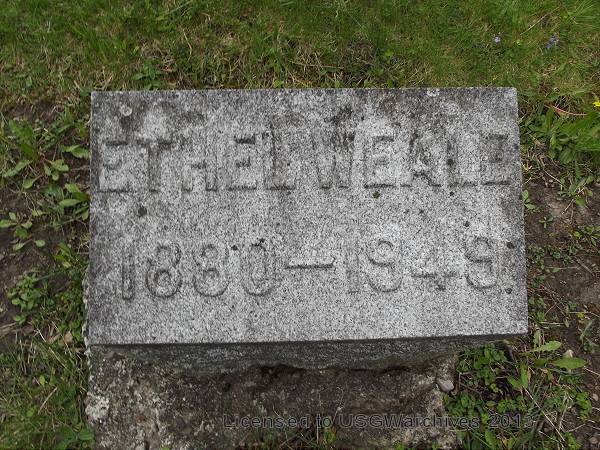 ETHEL WEALE
1880-1949
Licensed to USGWarchives 2013